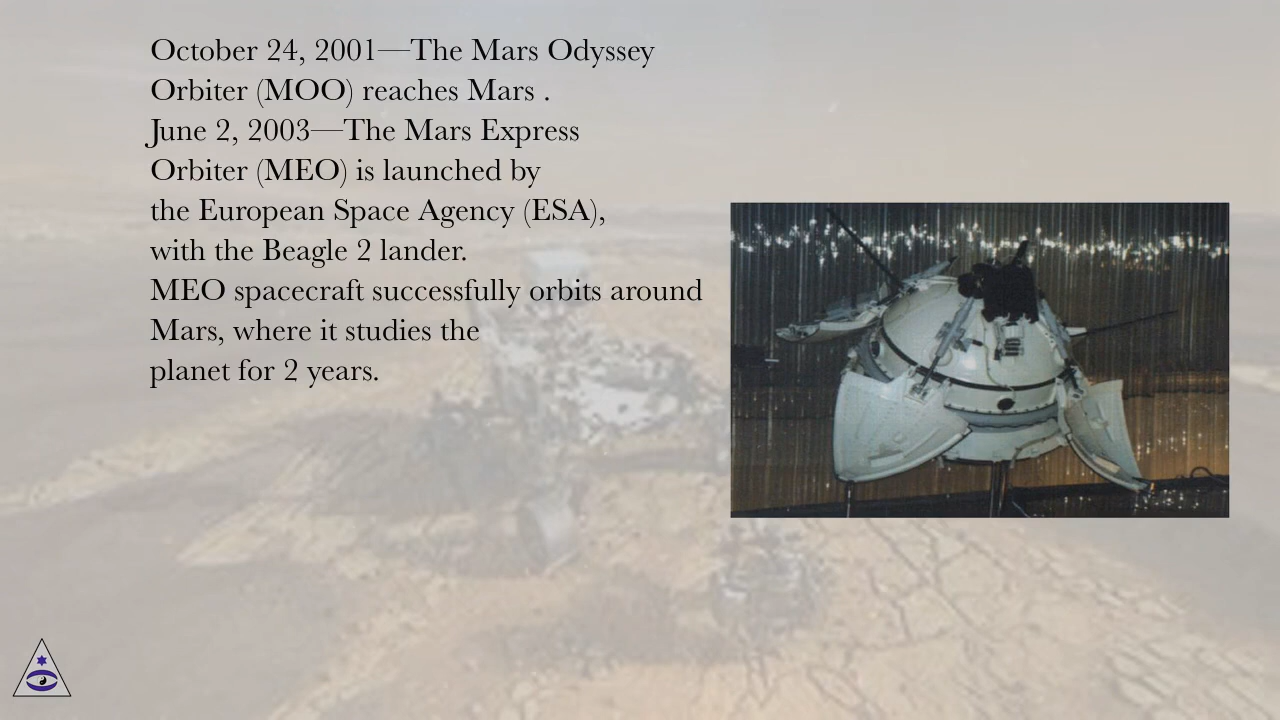 October 24, 2001—The Mars Odyssey
Orbiter (MOO) reaches Mars .
June 2, 2003—The Mars Express
Orbiter (MEO) is launched by
the European Space Agency (ESA),
with the Beagle 2 lander.
MEO spacecraft successfully orbits around
Mars, where it studies the
planet for 2 years.